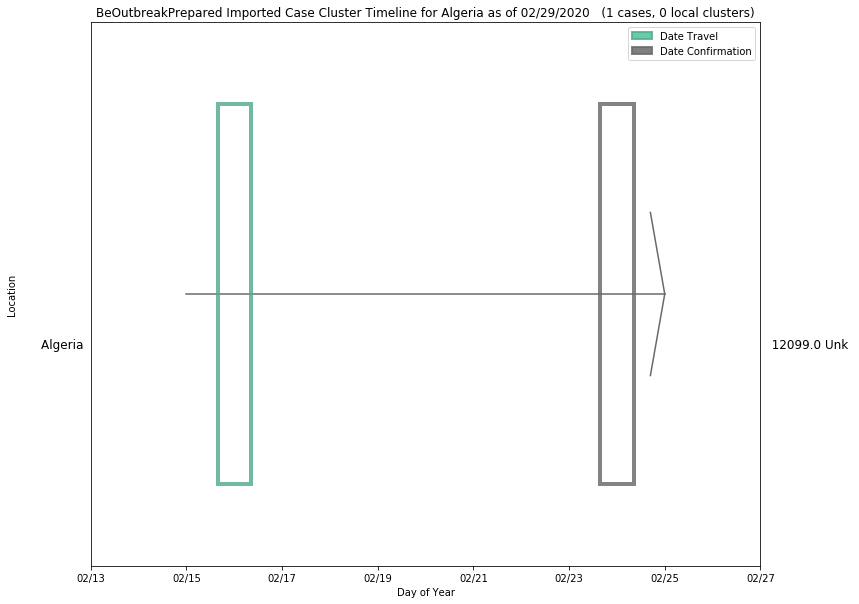 BeOutbreakPrepared Imported Case Cluster Timeline for Algeria as of 02/29/2020 (1 cases, 0 local clusters)
Date Travel
Date Confirmation
Location
Algeria
12099.0 Unk
02/13 02/15 02/17 02/19 02/21 02/23 02/25 02/27
Day of Year